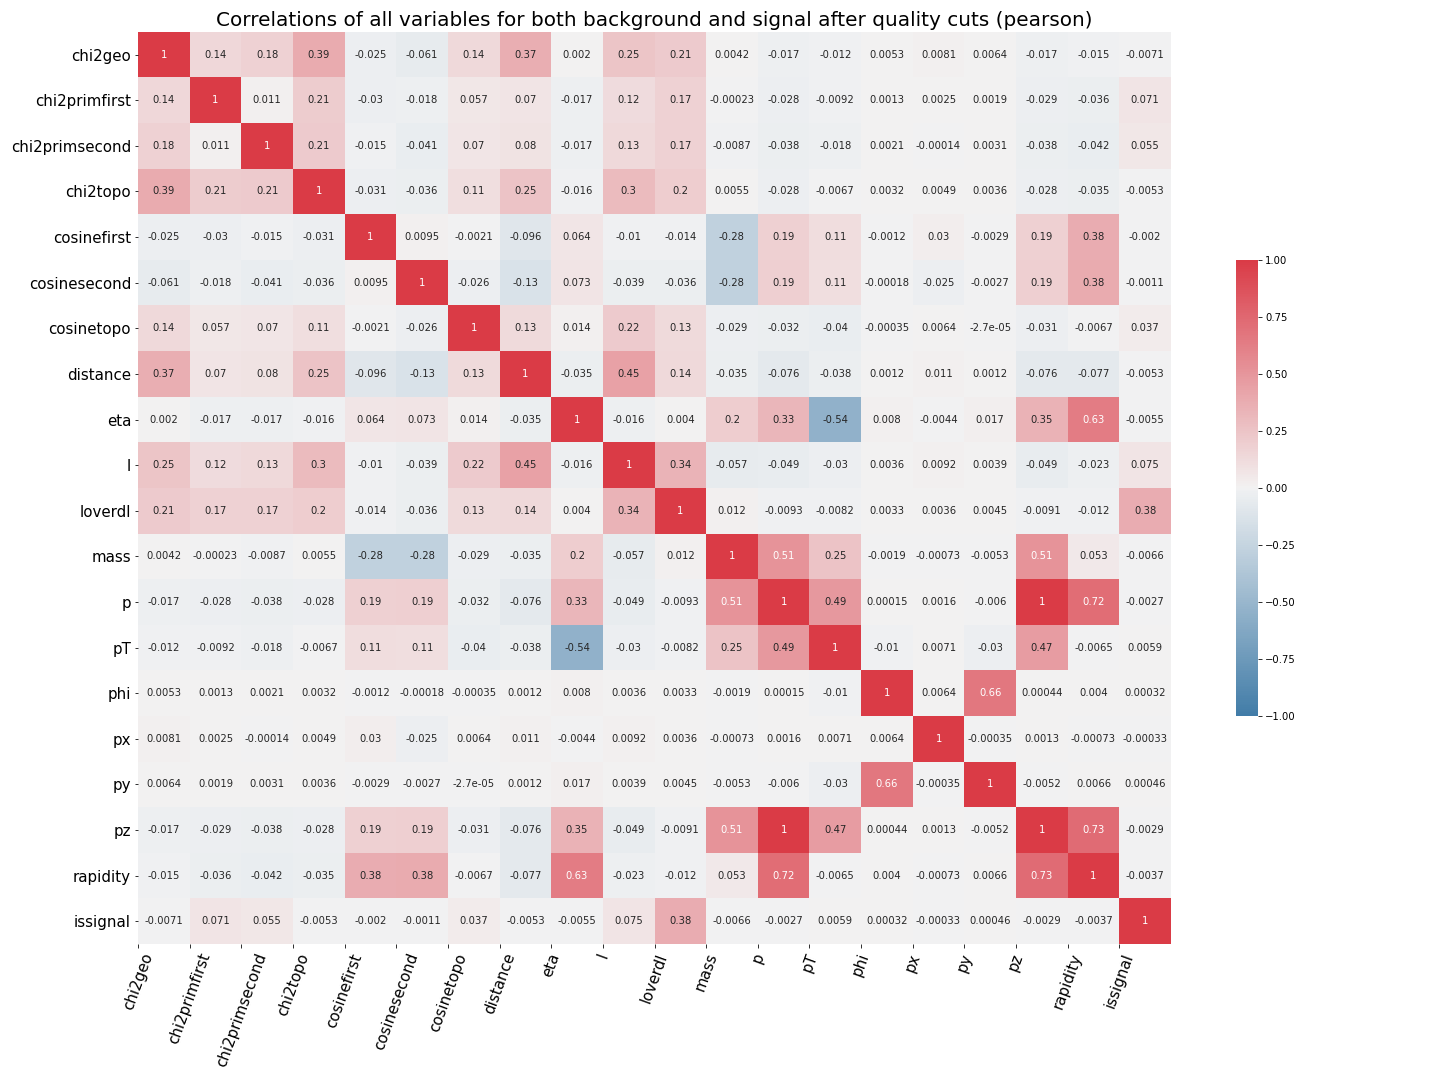 Correlations of all variables for both background and signal after quality cuts (pearson)
chi2geo 1 0.14 0.18 0.39 -0.025 -0.061 0.14 0.37 0.002 0.25 0.21 0.0042 -0.017 -0.012 0.0053 0.0081 0.0064 -0.017 -0.015 -0.0071
chi2primfirst 0.14 1 0.011 0.21 -0.03 -0.018 0.057 0.07 -0.017 0.12 0.17 -0.00023 -0.028 -0.0092 0.0013 0.0025 0.0019 -0.029 -0.036 0.071
chi2primsecond 0.18 0.011 1 0.21 -0.015 -0.041 0.07 0.08 -0.017 0.13 0.17 -0.0087 -0.038 -0.018 0.0021 -0.00014 0.0031 -0.038 -0.042 0.055
chi2topo 0.39 0.21 0.21 1 -0.031 -0.036 0.11 0.25 -0.016 0.3 0.2 0.0055 -0.028 -0.0067 0.0032 0.0049 0.0036 -0.028 -0.035 -0.0053
cosinefirst -0.025 -0.03 -0.015 -0.031 1 0.0095 -0.0021 -0.096 0.064 -0.01 -0.014 -0.28 0.19 0.11 -0.0012 0.03 -0.0029 0.19 0.38 -0.002
cosinesecond -0.061 -0.018 -0.041 -0.036 0.0095 1 -0.026 -0.13 0.073 -0.039 -0.036 -0.28 0.19 0.11 -0.00018 -0.025 -0.0027 0.19 0.38 -0.0011
cosinetopo 0.14 0.057 0.07 0.11 -0.0021 -0.026 1 0.13 0.014 0.22 0.13 -0.029 -0.032 -0.04 -0.00035 0.0064 -2.7e-05 -0.031 -0.0067 0.037
distance 0.37 0.07 0.08 0.25 -0.096 -0.13 0.13 1 -0.035 0.45 0.14 -0.035 -0.076 -0.038 0.0012 0.011 0.0012 -0.076 -0.077 -0.0053
eta 0.002 -0.017 -0.017 -0.016 0.064 0.073 0.014 -0.035 1 -0.016 0.004 0.2 0.33 -0.54 0.008 -0.0044 0.017 0.35 0.63 -0.0055
l 0.25 0.12 0.13 0.3 -0.01 -0.039 0.22 0.45 -0.016 1 0.34 -0.057 -0.049 -0.03 0.0036 0.0092 0.0039 -0.049 -0.023 0.075
loverdl 0.21 0.17 0.17 0.2 -0.014 -0.036 0.13 0.14 0.004 0.34 1 0.012 -0.0093 -0.0082 0.0033 0.0036 0.0045 -0.0091 -0.012 0.38
mass 0.0042 -0.00023 -0.0087 0.0055 -0.28 -0.28 -0.029 -0.035 0.2 -0.057 0.012 1 0.51 0.25 -0.0019 -0.00073 -0.0053 0.51 0.053 -0.0066
p -0.017 -0.028 -0.038 -0.028 0.19 0.19 -0.032 -0.076 0.33 -0.049 -0.0093 0.51 1 0.49 0.00015 0.0016 -0.006 1 0.72 -0.0027
pT -0.012 -0.0092 -0.018 -0.0067 0.11 0.11 -0.04 -0.038 -0.54 -0.03 -0.0082 0.25 0.49 1 -0.01 0.0071 -0.03 0.47 -0.0065 0.0059
phi 0.0053 0.0013 0.0021 0.0032 -0.0012 -0.00018 -0.00035 0.0012 0.008 0.0036 0.0033 -0.0019 0.00015 -0.01 1 0.0064 0.66 0.00044 0.004 0.00032
px 0.0081 0.0025 -0.00014 0.0049 0.03 -0.025 0.0064 0.011 -0.0044 0.0092 0.0036 -0.00073 0.0016 0.0071 0.0064 1 -0.00035 0.0013 -0.00073 -0.00033
py 0.0064 0.0019 0.0031 0.0036 -0.0029 -0.0027 -2.7e-05 0.0012 0.017 0.0039 0.0045 -0.0053 -0.006 -0.03 0.66 -0.00035 1 -0.0052 0.0066 0.00046
pz -0.017 -0.029 -0.038 -0.028 0.19 0.19 -0.031 -0.076 0.35 -0.049 -0.0091 0.51 1 0.47 0.00044 0.0013 -0.0052 1 0.73 -0.0029
rapidity -0.015 -0.036 -0.042 -0.035 0.38 0.38 -0.0067 -0.077 0.63 -0.023 -0.012 0.053 0.72 -0.0065 0.004 -0.00073 0.0066 0.73 1 -0.0037
issignal -0.0071 0.071 0.055 -0.0053 -0.002 -0.0011 0.037 -0.0053 -0.0055 0.075 0.38 -0.0066 -0.0027 0.0059 0.00032 -0.00033 0.00046 -0.0029 -0.0037 1
chi2geo chi2primfirst chi2primsecond chi2topo cosinefirst cosinesecond cosinetopo distance eta l loverdl mass p pT phi px py pz rapidity issignal
1.00
0.75
0.50
0.25
0.00
−0.25
−0.50
−0.75
−1.00